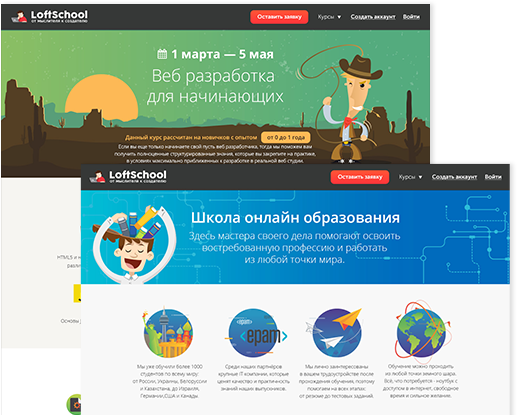 LoftSchool
от мыслителя к создателю
Оставить заявку
Курсы
Создать аккаунт
Войти
1 марта — 5 мая
Веб разработка
для начинающих
Данный курс рассчитан на новичков с опытом от 0 до 1 года
Если вы еще только начинаете свой путь веб разработчика, тогда мы поможем вам
получить полноценные структурированные знания, которые вы закрепите на практике,
в условиях максимально приближенных к разработке в реальной веб студии.
HTML5 и
Основы
LoftSchool
от мыслителя к создателю
Оставить заявку
Курсы
Создать аккаунт
Войти
Школа онлайн образования
Здесь мастера своего дела помогают освоить
востребованную профессию и работать
из любой точки мира.
<epam>
<epam>
Мы уже обучили более 1000
студентов по всему миру:
от России, Украины, Белоруссии
и Казахстана, до Израиля,
Германии,США и Канады.
Среди наших партнёров
крупные IT компании, которые
ценят качество и практичность
знаний наших выпускников.
Мы лично заинтересованы
в вашем трудоустройстве после
прохождения обучения, поэтому
помогаем на всех этапах:
от резюме до тестовых заданий.
Обучение можно проходить
из любой точки земного шара.
Всё, что потребуется - ноутбук с
доступом в интернет, свободное
время и сильное желание.